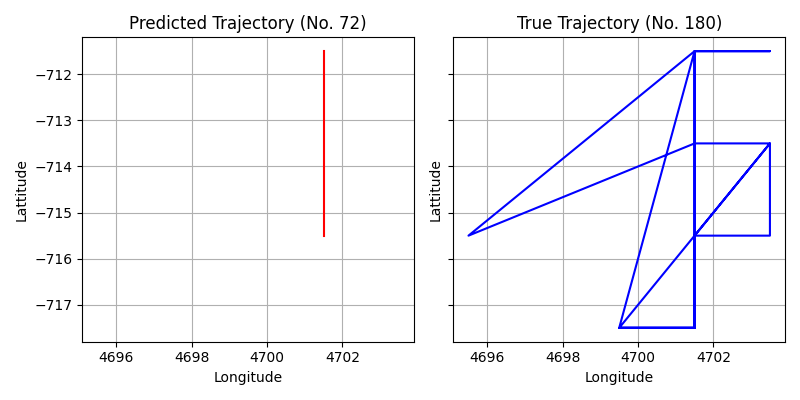 Predicted Trajectory (No. 72)
True Trajectory (No. 180)
Lattitude
−712
−713
−714
−715
−716
−717
4696
4698
4700
4702
Longitude
Lattitude
4696
4698
4700
4702
Longitude